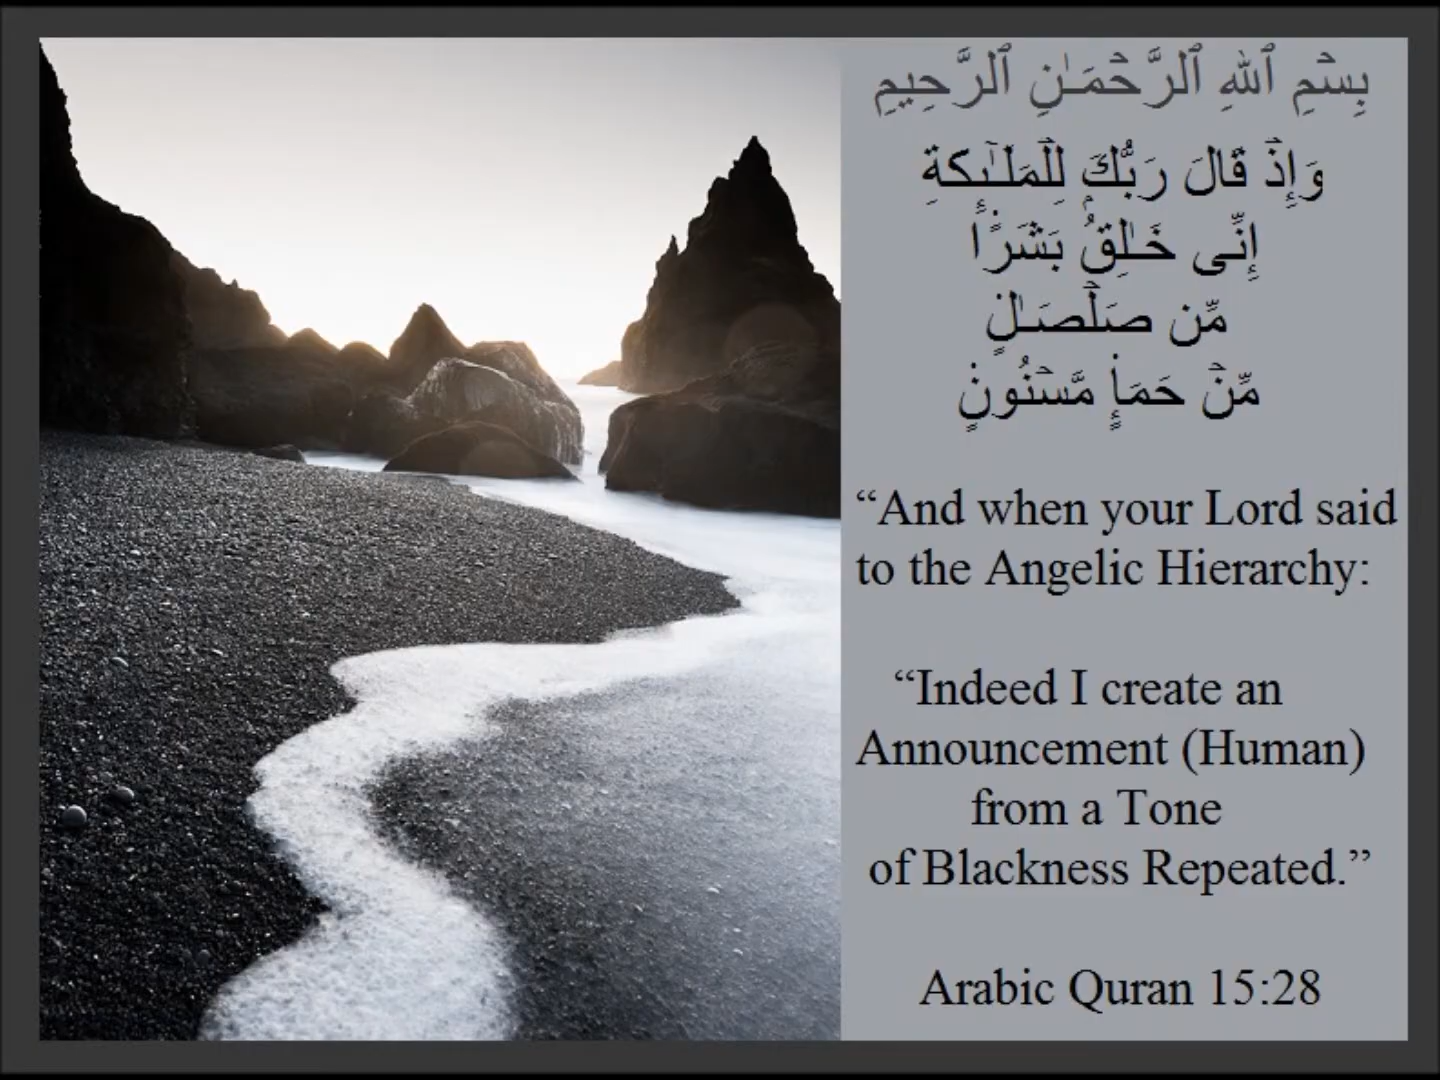 بِسۡمِ ٱللهِ ٱلرَّحۡمَـٰنِ ٱلرَّحِيمِ
وَإِذۡ قَالَ رَبُّكَ لِلۡمَلَـٰٓٮِٕكَةِ
إِنِّى خَـٰلِقُۢ بَشَرً۬ا
مِّن صَلۡصَـٰلٍ
مِّنۡ حَمَإٍ۬ مَّسۡنُونٍ۬
“And when your Lord said
to the Angelic Hierarchy:
“Indeed I create an
Announcement (Human)
from a Tone
of Blackness Repeated.”
Arabic Quran 15:28